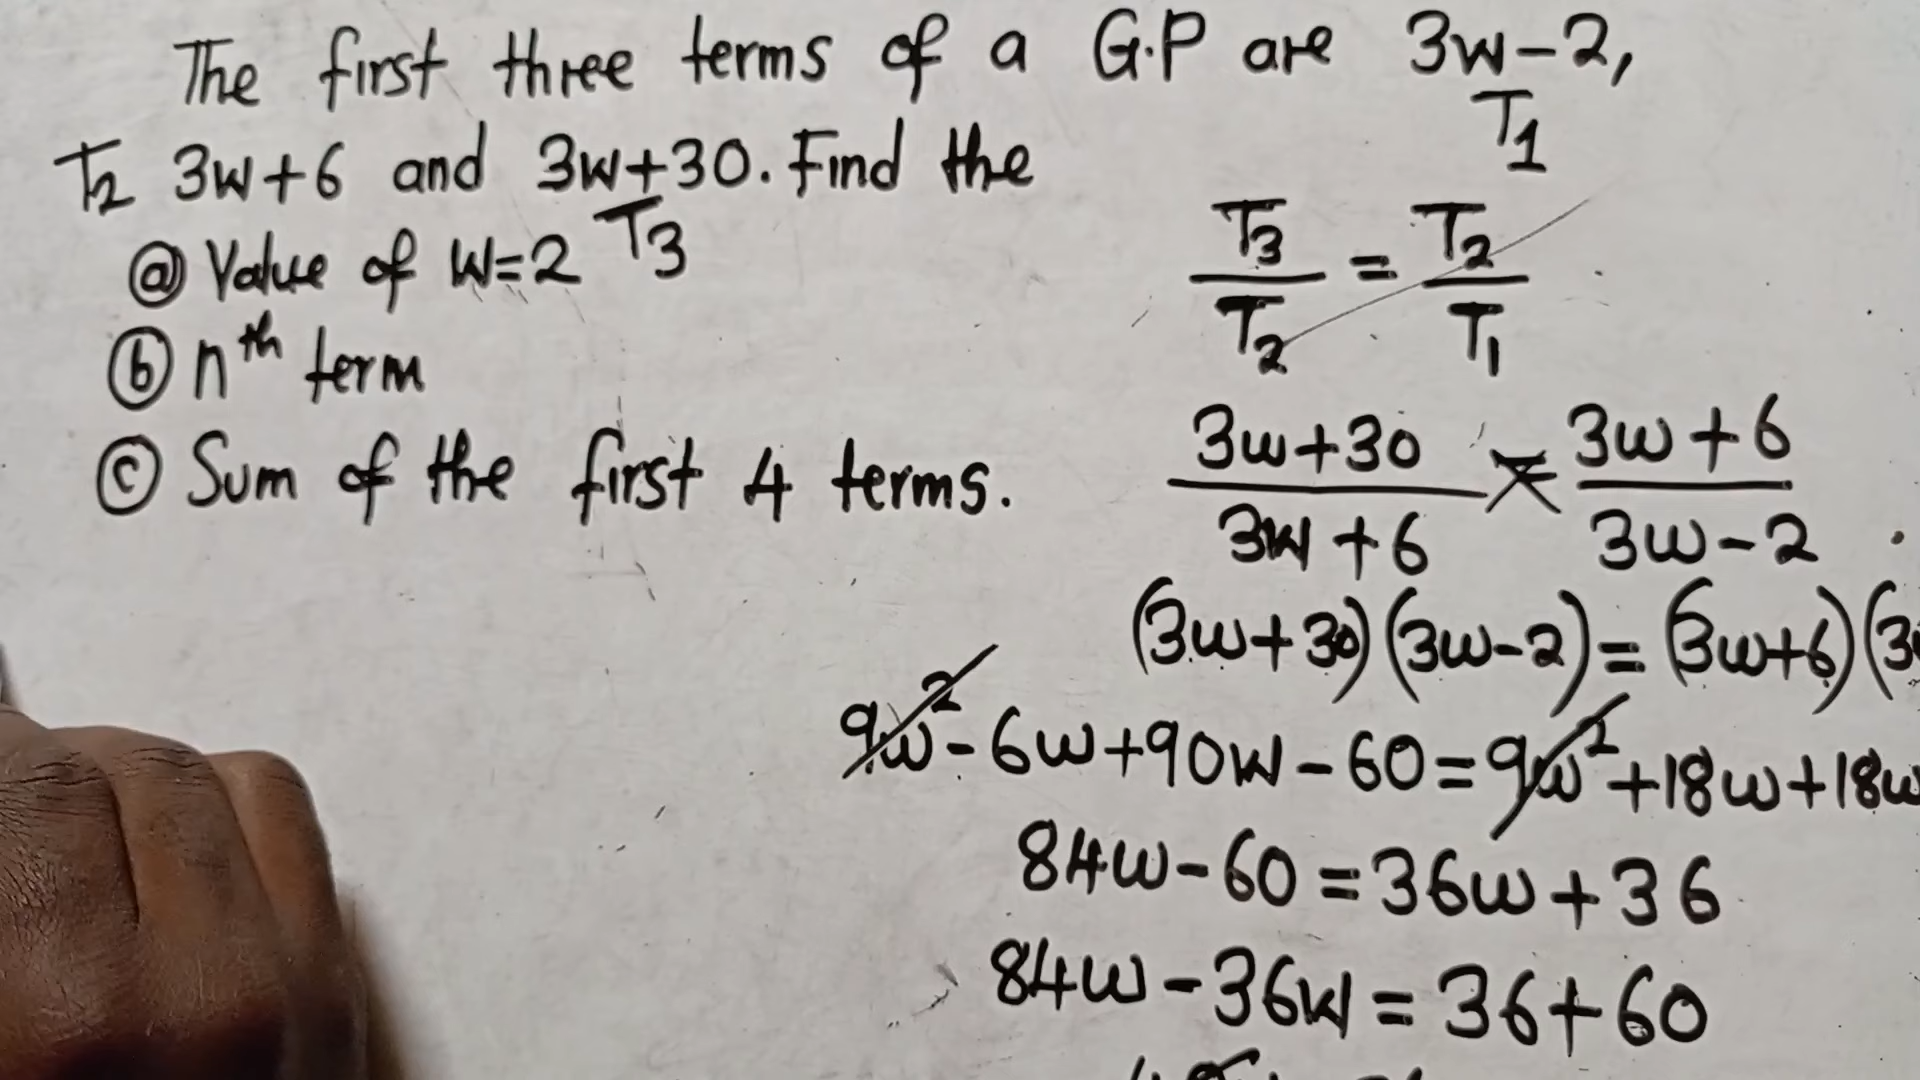 The first three terms of a G.P are 3w-2,
T1
T2 3w+6 and 3w+30. Find the
T3
(a) Value of w=2
(b) nth term
(c) Sum of the first 4 terms.
T3/T2 = T2/T1
3w+30/3w+6 = 3w+6/3w-2
(3w+30)(3w-2)=(3w+6)(3
9w²-6w+90w-60=9w²+18w+18w
84w-60=36w+36
84w-36w=36+60